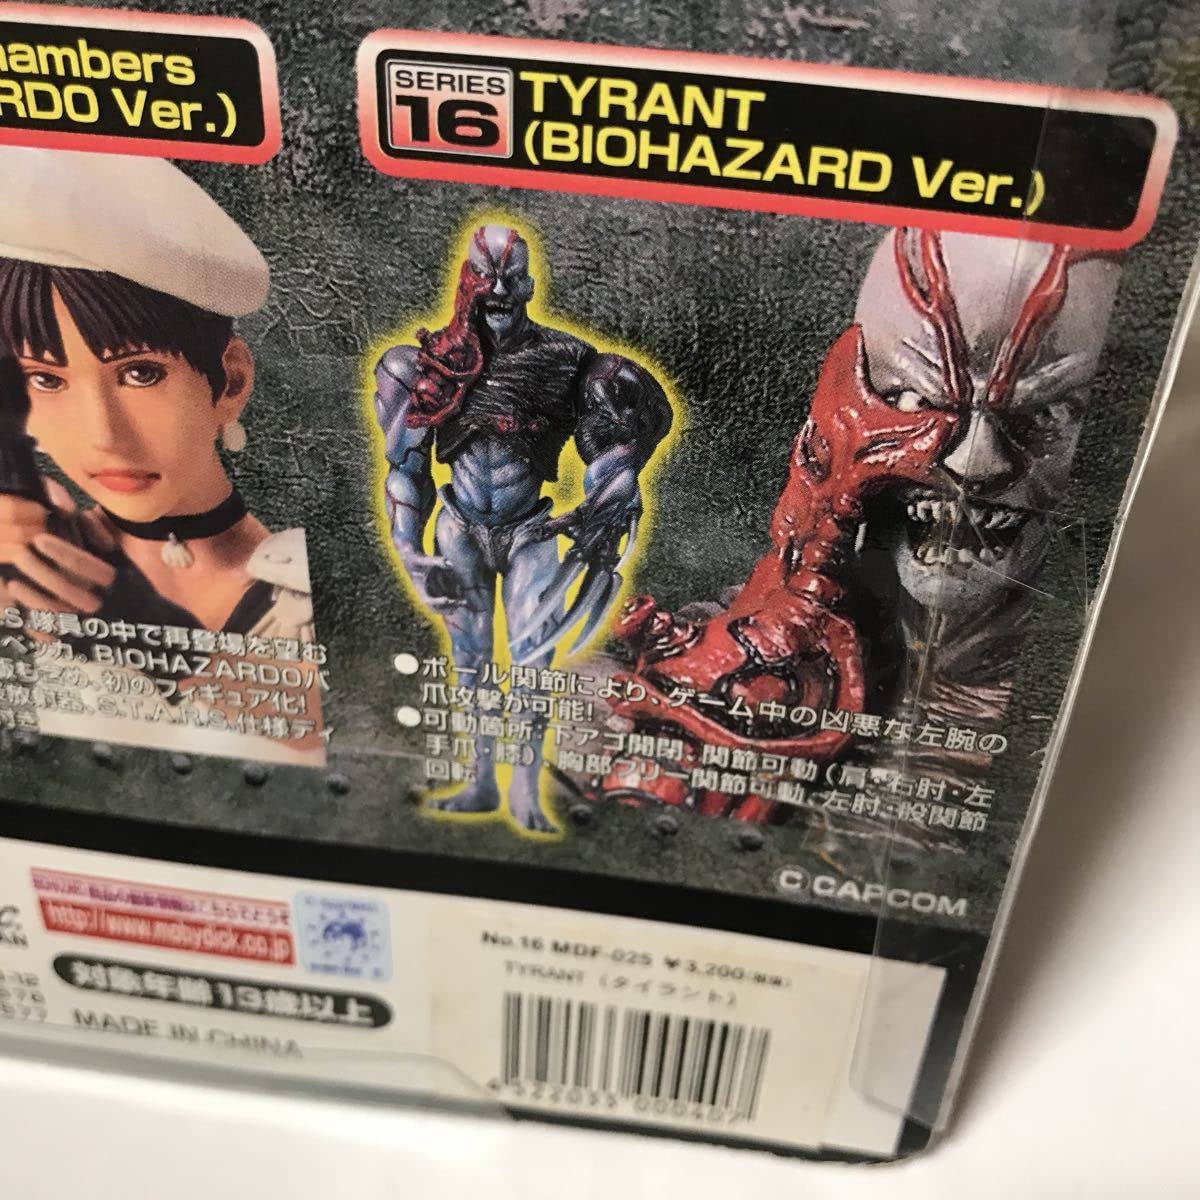 hambers
RDO Ver.)
SERIES
16
TYRANT
(BIOHAZARD Ver.)
S.隊員の中で再登場を望む
ベッカ。BIOHAZARDOバ
初のフィギュア化!
放射器、S.T.A.R.S.仕様ディ
●ボール関節により、ゲーム中の凶悪な左腕の
爪攻撃が可能!
●可動箇所:下アゴ開閉、関節可動(肩・右肘・左
手爪・膝)、胸部フリー関節可動、左肘・股関節
回転
©CAPCOM
http://www.mobydick.co.jp
対象年齢13歳以上
MADE IN CHINA
No.16 MDF-025 ¥3,200(税抜)
TYRANT (タイラント)